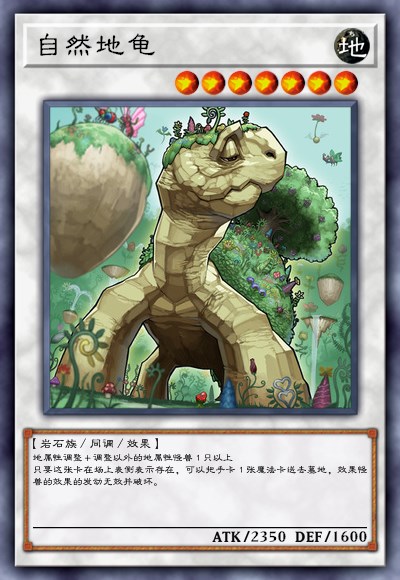 自然地龟
地
【岩石族／同调／效果】
地属性调整＋调整以外的地属性怪兽１只以上
只要这张卡在场上表侧表示存在，可以把手卡１张魔法卡送去墓地，效果怪
兽的效果的发动无效并破坏。
ATK/2350 DEF/1600